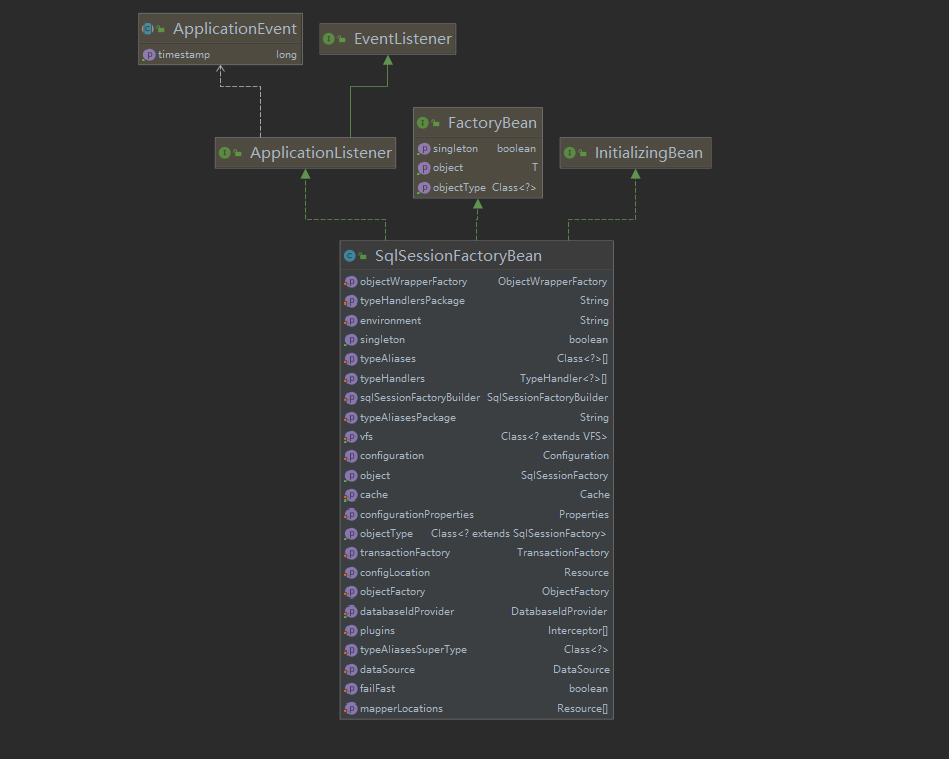 ApplicationEvent
timestamp long
EventListener
FactoryBean
singleton boolean
object T
objectType Class<?>
ApplicationListener
InitializingBean
SqlSessionFactoryBean
objectWrapperFactory ObjectWrapperFactory
typeHandlersPackage String
environment String
singleton boolean
typeAliases Class<?>[]
typeHandlers TypeHandler<?>[]
sqlSessionFactoryBuilder SqlSessionFactoryBuilder
typeAliasesPackage String
vfs Class<? extends VFS>
configuration Configuration
object SqlSessionFactory
cache Cache
configurationProperties Properties
objectType Class<? extends SqlSessionFactory>
transactionFactory TransactionFactory
configLocation Resource
objectFactory ObjectFactory
databaseIdProvider DatabaseIdProvider
plugins Interceptor[]
typeAliasesSuperType Class<?>
dataSource DataSource
failFast boolean
mapperLocations Resource[]